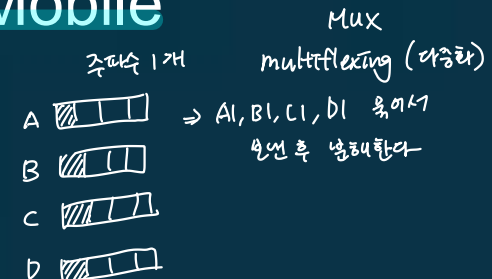 Mobile
Mux
주파수 1개
multiflexing (다중화)
A
⇒ A1, B1, C1, D1 묶어서
B
보낸 후 분해한다
C
D